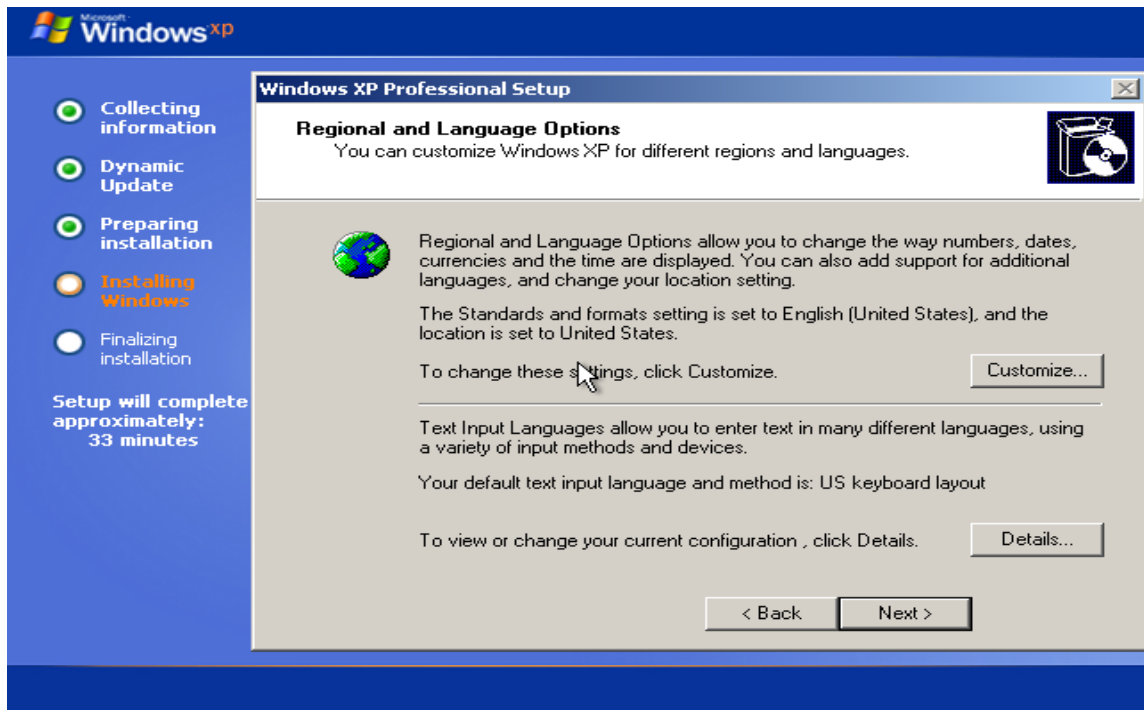 Microsoft
Windows xp
Collecting
information
Dynamic
Update
Preparing
installation
Installing
Windows
Finalizing
installation
Setup will complete
approximately:
33 minutes
Windows XP Professional Setup
Regional and Language Options
You can customize Windows XP for different regions and languages.
Regional and Language Options allow you to change the way numbers, dates,
currencies and the time are displayed. You can also add support for additional
languages, and change your location setting.
The Standards and formats setting is set to English (United States), and the
location is set to United States.
To change these settings, click Customize.
Customize...
Text Input Languages allow you to enter text in many different languages, using
a variety of input methods and devices.
Your default text input language and method is: US keyboard layout
To view or change your current configuration , click Details.
Details...
< Back
Next >